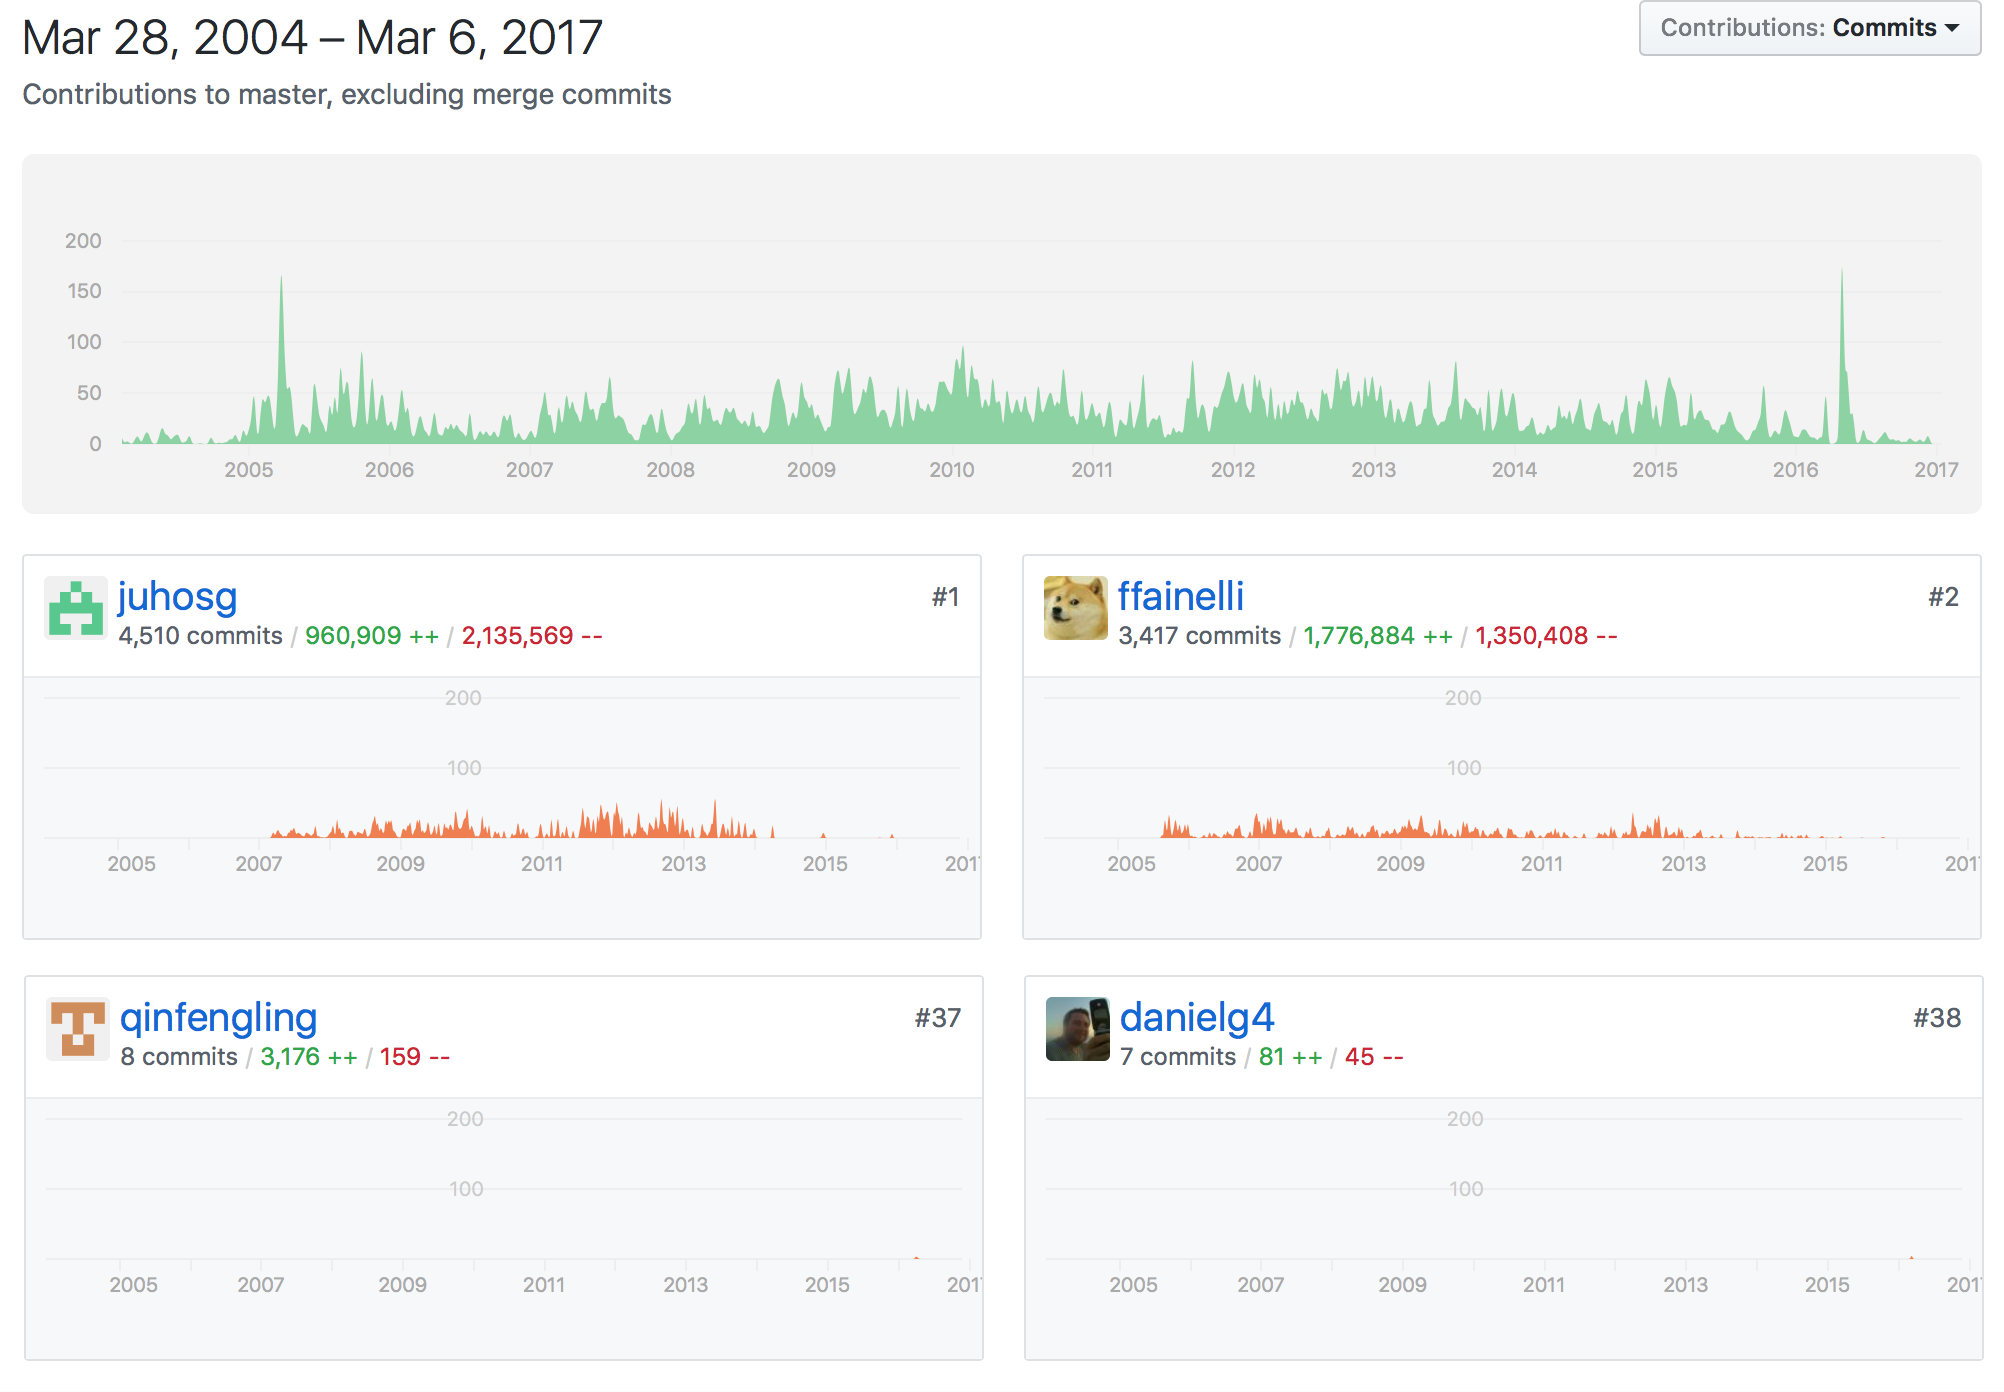 Mar 28, 2004 – Mar 6, 2017
Contributions: Commits
Contributions to master, excluding merge commits
200
150
100
50
0
2005 2006 2007 2008 2009 2010 2011 2012 2013 2014 2015 2016 2017
juhosg #1
4,510 commits / 960,909 ++ / 2,135,569 --
200
100
2005 2007 2009 2011 2013 2015 201
ffainelli #2
3,417 commits / 1,776,884 ++ / 1,350,408 --
200
100
2005 2007 2009 2011 2013 2015 201
qinfengling #37
8 commits / 3,176 ++ / 159 --
200
100
2005 2007 2009 2011 2013 2015 201
danielg4 #38
7 commits / 81 ++ / 45 --
200
100
2005 2007 2009 2011 2013 2015 201